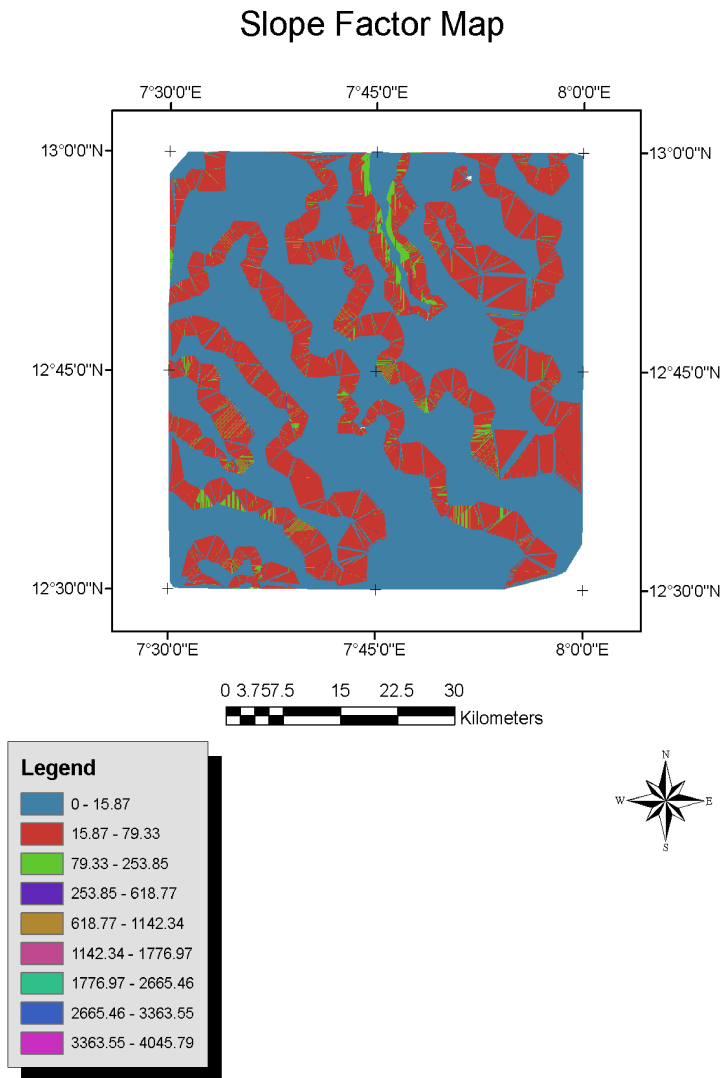 Slope Factor Map
7°30'0"E 7°45'0"E 8°0'0"E
13°0'0"N 13°0'0"N
12°45'0"N 12°45'0"N
12°30'0"N 12°30'0"N
7°30'0"E 7°45'0"E 8°0'0"E
0 3.757.5 15 22.5 30
Kilometers
Legend
0 - 15.87
15.87 - 79.33
79.33 - 253.85
253.85 - 618.77
618.77 - 1142.34
1142.34 - 1776.97
1776.97 - 2665.46
2665.46 - 3363.55
3363.55 - 4045.79
N
W E
S